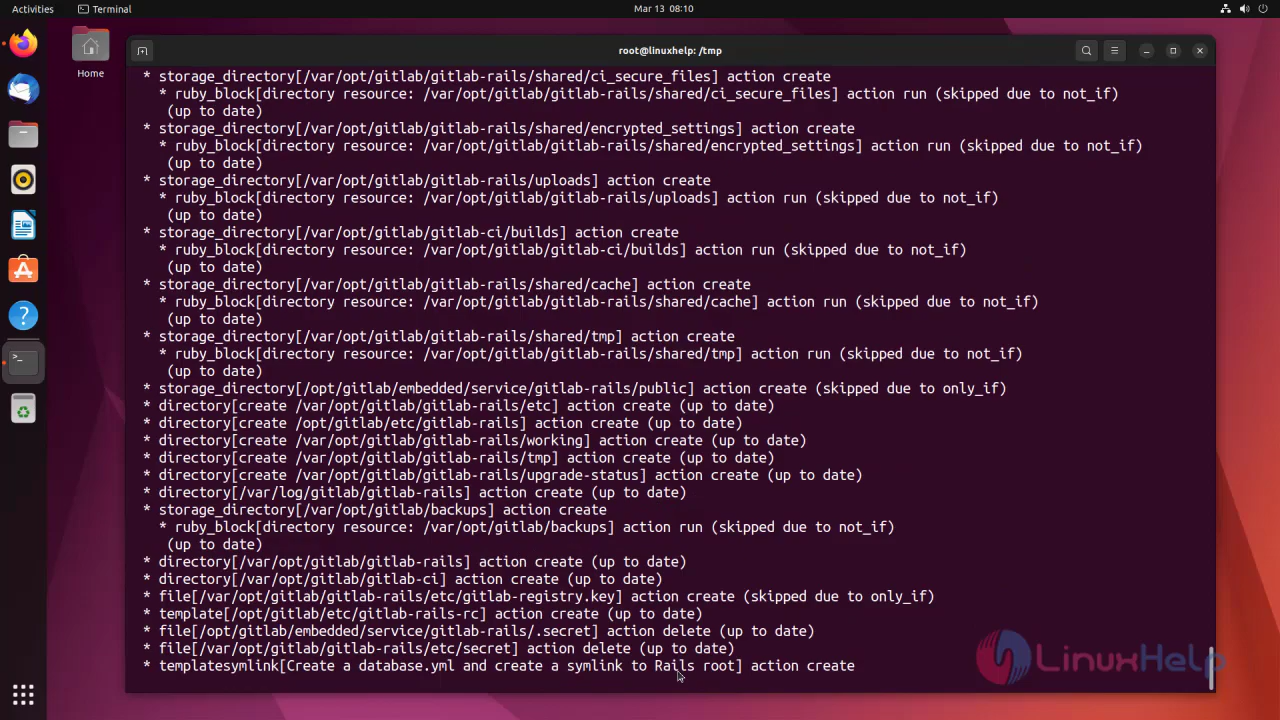 Activities
Terminal
Mar 13 08:10
Home
root@linuxhelp: /tmp
* storage_directory[/var/opt/gitlab/gitlab-rails/shared/ci_secure_files] action create
* ruby_block[directory resource: /var/opt/gitlab/gitlab-rails/shared/ci_secure_files] action run (skipped due to not_if)
(up to date)
* storage_directory[/var/opt/gitlab/gitlab-rails/shared/encrypted_settings] action create
* ruby_block[directory resource: /var/opt/gitlab/gitlab-rails/shared/encrypted_settings] action run (skipped due to not_if)
(up to date)
* storage_directory[/var/opt/gitlab/gitlab-rails/uploads] action create
* ruby_block[directory resource: /var/opt/gitlab/gitlab-rails/uploads] action run (skipped due to not_if)
(up to date)
* storage_directory[/var/opt/gitlab/gitlab-ci/builds] action create
* ruby_block[directory resource: /var/opt/gitlab/gitlab-ci/builds] action run (skipped due to not_if)
(up to date)
* storage_directory[/var/opt/gitlab/gitlab-rails/shared/cache] action create
* ruby_block[directory resource: /var/opt/gitlab/gitlab-rails/shared/cache] action run (skipped due to not_if)
(up to date)
* storage_directory[/var/opt/gitlab/gitlab-rails/shared/tmp] action create
* ruby_block[directory resource: /var/opt/gitlab/gitlab-rails/shared/tmp] action run (skipped due to not_if)
(up to date)
* storage_directory[/opt/gitlab/embedded/service/gitlab-rails/public] action create (skipped due to only_if)
* directory[create /var/opt/gitlab/gitlab-rails/etc] action create (up to date)
* directory[create /opt/gitlab/etc/gitlab-rails] action create (up to date)
* directory[create /var/opt/gitlab/gitlab-rails/working] action create (up to date)
* directory[create /var/opt/gitlab/gitlab-rails/tmp] action create (up to date)
* directory[create /var/opt/gitlab/gitlab-rails/upgrade-status] action create (up to date)
* directory[/var/log/gitlab/gitlab-rails] action create (up to date)
* storage_directory[/var/opt/gitlab/backups] action create
* ruby_block[directory resource: /var/opt/gitlab/backups] action run (skipped due to not_if)
(up to date)
* directory[/var/opt/gitlab/gitlab-rails] action create (up to date)
* directory[/var/opt/gitlab/gitlab-ci] action create (up to date)
* file[/var/opt/gitlab/gitlab-rails/etc/gitlab-registry.key] action create (skipped due to only_if)
* template[/opt/gitlab/etc/gitlab-rails-rc] action create (up to date)
* file[/opt/gitlab/embedded/service/gitlab-rails/.secret] action delete (up to date)
* file[/var/opt/gitlab/gitlab-rails/etc/secret] action delete (up to date)
* templatesymlink[Create a database.yml and create a symlink to Rails root] action create
LinuxHelp